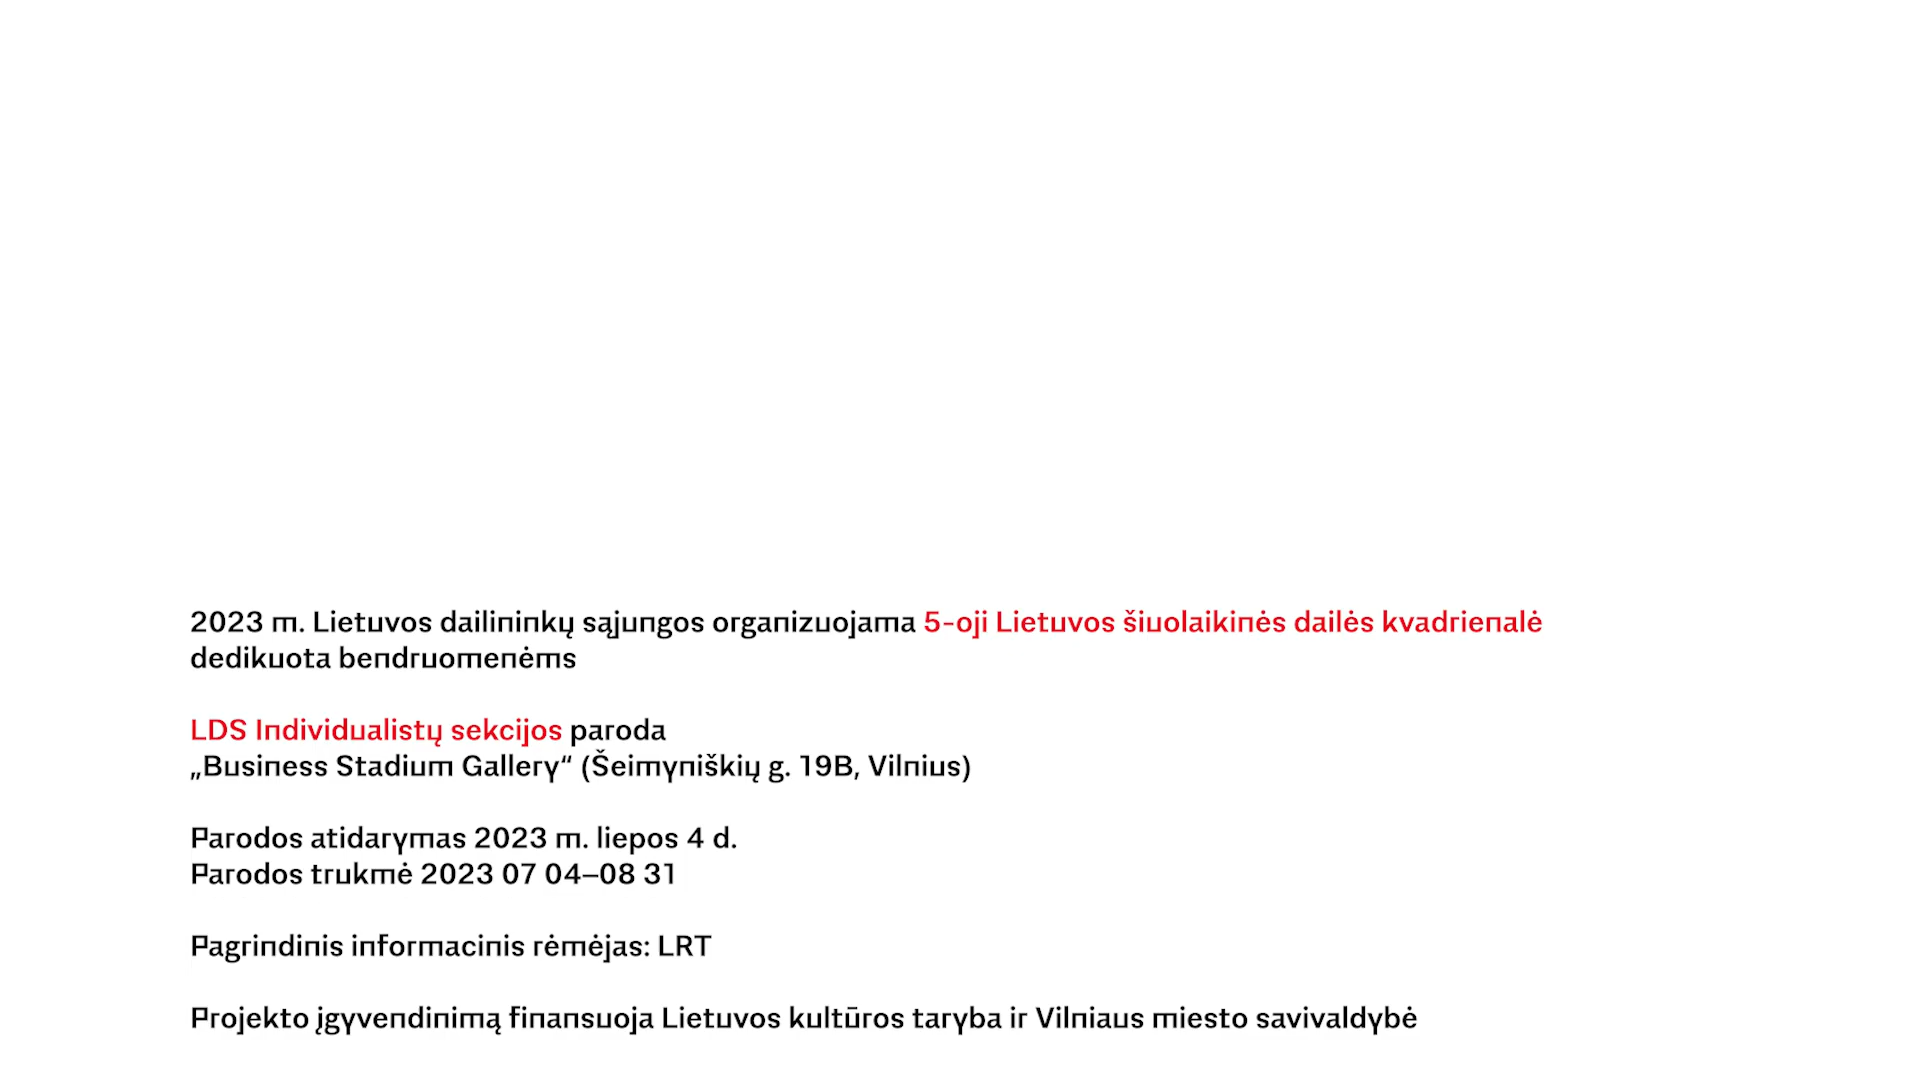 2023 m. Lietuvos dailininkų sąjungos organizuojama 5-oji Lietuvos šiuolaikinės dailės kvadrienalė
dedikuota bendruomenėms
LDS Individualistų sekcijos paroda
„Business Stadium Gallery“ (Šeimyniškių g. 19B, Vilnius)
Parodos atidarymas 2023 m. liepos 4 d.
Parodos trukmė 2023 07 04–08 31
Pagrindinis informacinis rėmėjas: LRT
Projekto įgyvendinimą finansuoja Lietuvos kultūros taryba ir Vilniaus miesto savivaldybė